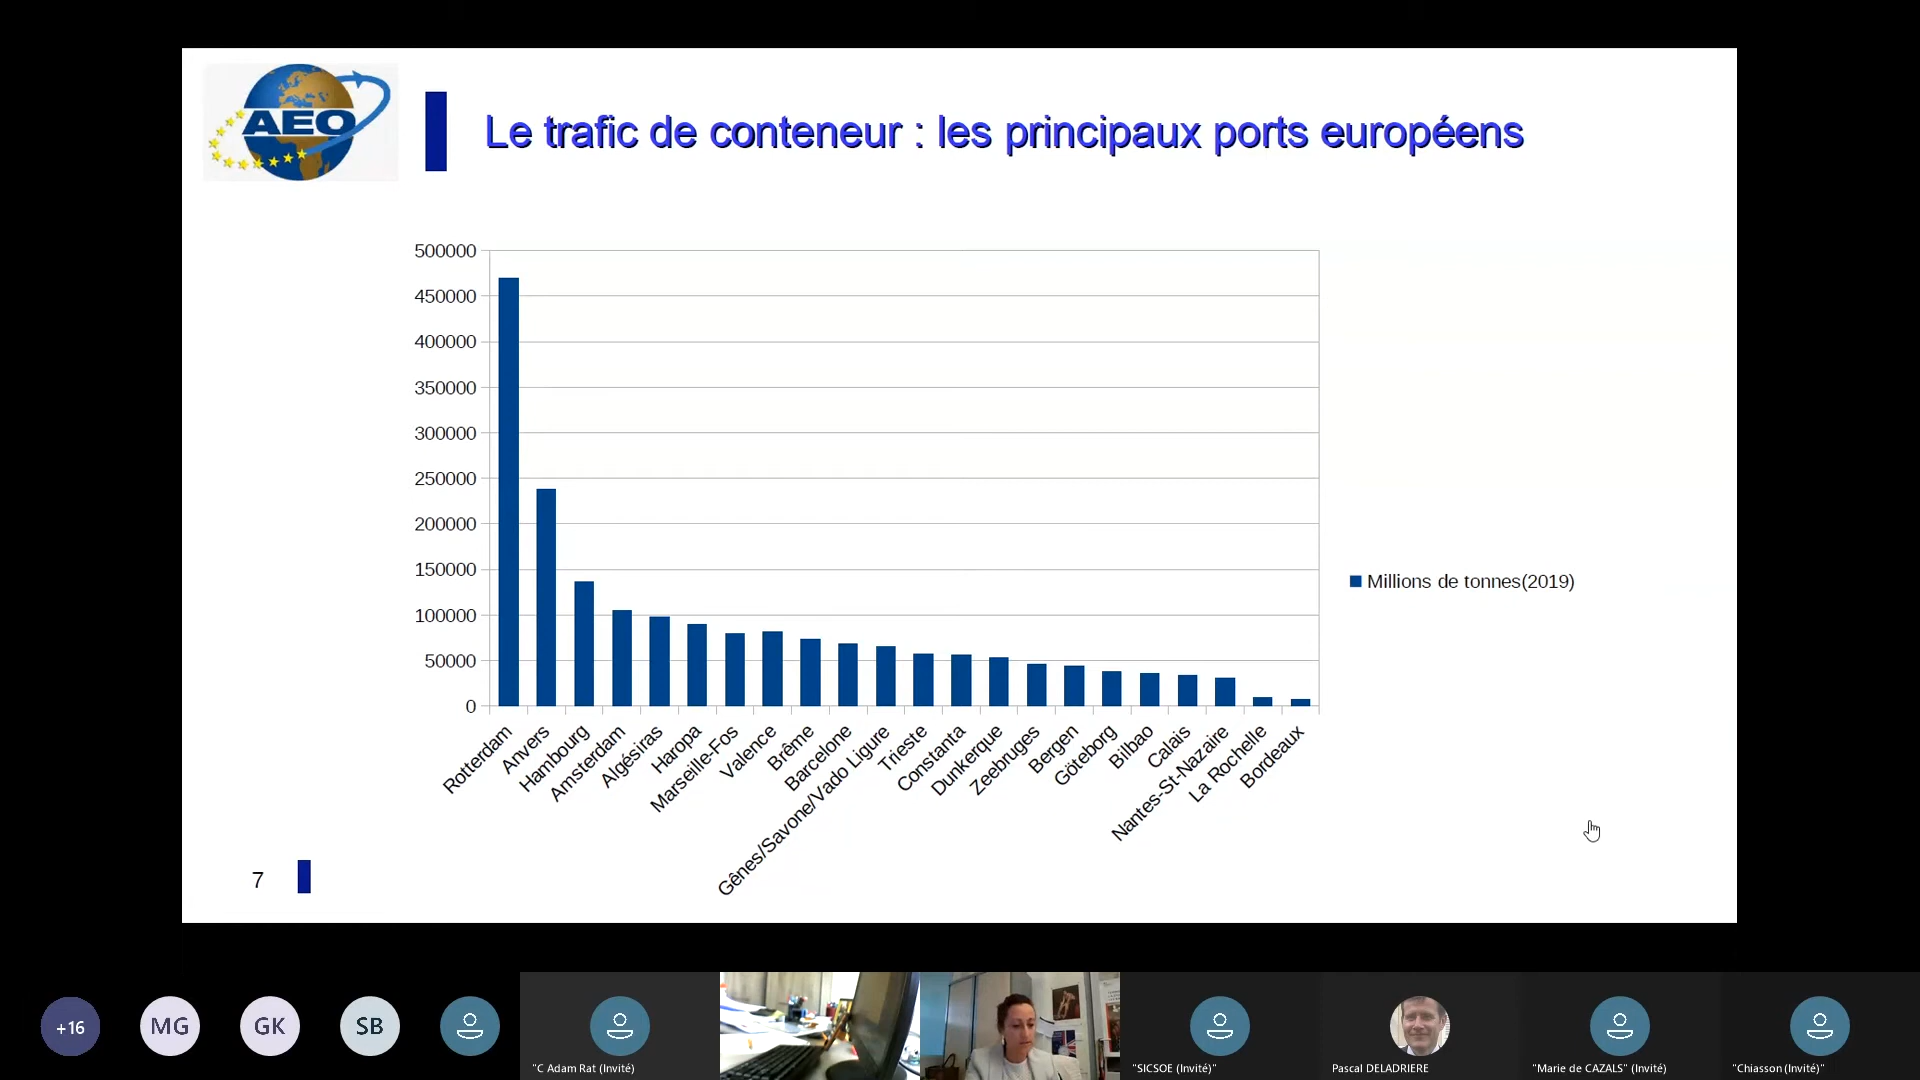 AEO
Le trafic de conteneur : les principaux ports européens
500000
450000
400000
350000
300000
250000
200000
150000
100000
50000
0
Millions de tonnes(2019)
Rotterdam
Anvers
Hambourg
Amsterdam
Algésiras
Haropa
Marseille-Fos
Valence
Brême
Barcelone
Gênes/Savone/Vado Ligure
Trieste
Constanta
Dunkerque
Zeebruges
Bergen
Göteborg
Bilbao
Calais
Nantes-St-Nazaire
La Rochelle
Bordeaux
7
+16
MG
GK
SB
"C Adam Rat (Invité)
"SICSOE (Invité)"
Pascal DELADRIERE
"Marie de CAZALS" (Invité)
"Chiasson (Invité)"